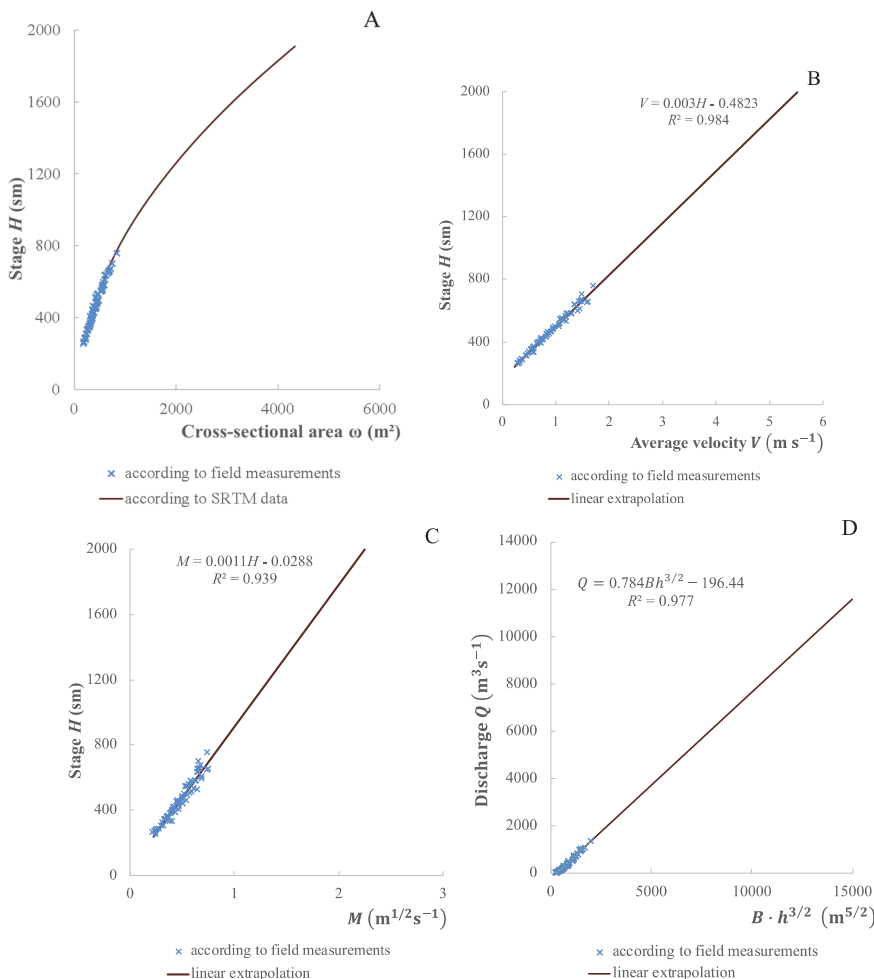 A
2000
1600
1200
800
400
0
Stage H (sm)
0 2000 4000 6000
Cross-sectional area ω (m²)
according to field measurements
according to SRTM data
B
V = 0.003H - 0.4823
R² = 0.984
2000
1600
1200
800
400
0
Stage H (sm)
0 1 2 3 4 5 6
Average velocity V (m s⁻¹)
according to field measurements
linear extrapolation
C
M = 0.0011H - 0.0288
R² = 0.939
2000
1600
1200
800
400
0
Stage H (sm)
0 1 2 3
M (m^{1/2}s⁻¹)
according to field measurements
linear extrapolation
D
14000
12000
10000
8000
6000
4000
2000
0
Q = 0.784Bh^{3/2} − 196.44
R² = 0.977
Discharge Q (m³s⁻¹)
0 5000 10000 15000
B · h^{3/2} (m^{5/2})
according to field measurements
linear extrapolation